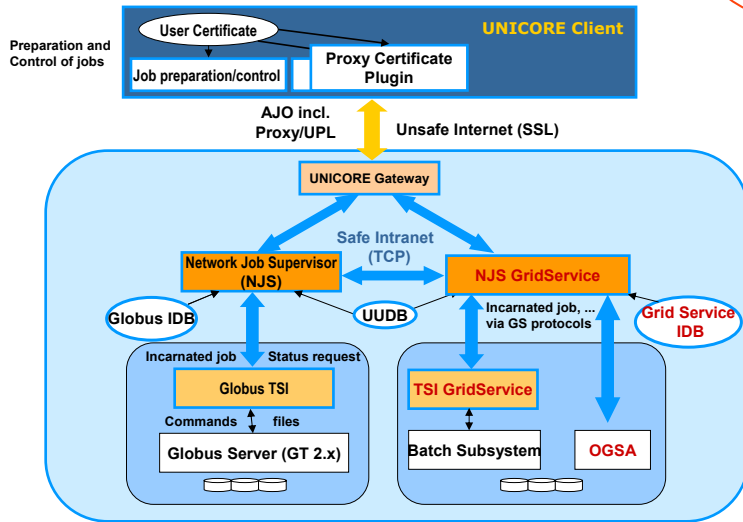 UNICORE Client
User Certificate
Preparation and
Control of jobs
Job preparation/control
Proxy Certificate
Plugin
AJO incl.
Proxy/UPL
Unsafe Internet (SSL)
UNICORE Gateway
Safe Intranet
(TCP)
Network Job Supervisor
(NJS)
NJS GridService
Globus IDB
UUDB
Incarnated job, ...
via GS protocols
Grid Service
IDB
Incarnated job
Status request
Globus TSI
TSI GridService
Commands
files
Globus Server (GT 2.x)
Batch Subsystem
OGSA